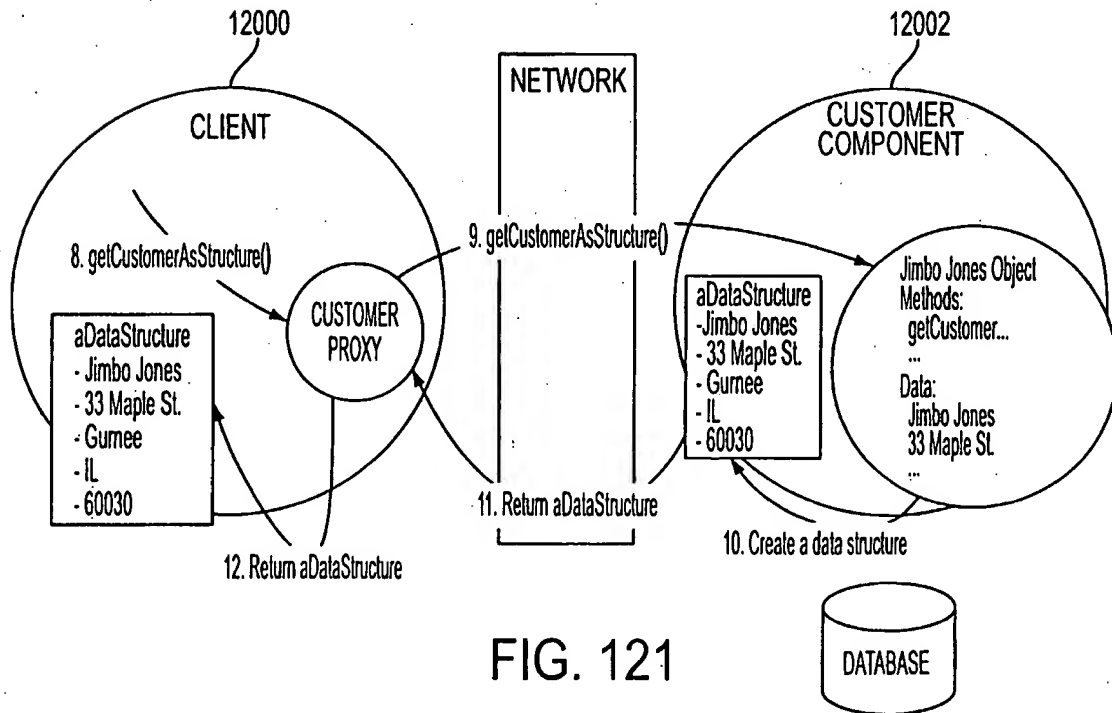 12000
12002
NETWORK
CLIENT
CUSTOMER
COMPONENT
8. getCustomerAsStructure()
9. getCustomerAsStructure()
CUSTOMER
PROXY
aDataStructure
- Jimbo Jones
- 33 Maple St.
- Gurnee
- IL
- 60030
aDataStructure
-Jimbo Jones
- 33 Maple St.
- Gurnee
- IL
- 60030
Jimbo Jones Object
Methods:
getCustomer...
...
Data:
Jimbo Jones
33 Maple St.
...
11. Return aDataStructure
10. Create a data structure
12. Return aDataStructure
FIG. 121
DATABASE